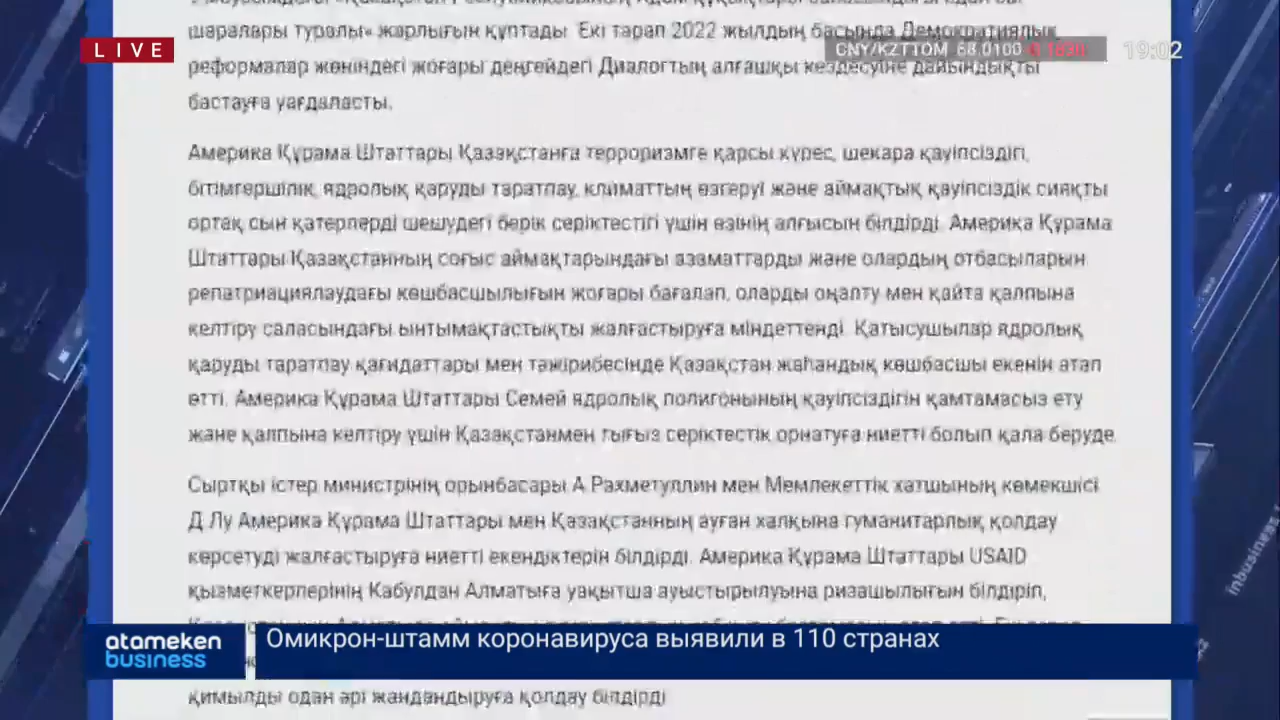 LIVE
CNY/KZT TOM 68.0100
19:02
шаралары туралы» жарлығын құптады. Екі тарап 2022 жылдың басында Демократиялық
реформалар жөніндегі жоғары деңгейдегі Диалогтың алғашқы кездесуіне дайындықты
бастауға уағдаласты.
Америка Құрама Штаттары Қазақстанға терроризмге қарсы күрес, шекара қауіпсіздігі,
бітімгершілік, ядролық қаруды таратпау, климаттың өзгеруі және аймақтық қауіпсіздік сияқты
ортақ сын қатерлерді шешудегі берік серіктестігі үшін өзінің алғысын білдірді. Америка Құрама
Штаттары Қазақстанның соғыс аймақтарындағы азаматтарды және олардың отбасыларын
репатриациялаудағы көшбасшылығын жоғары бағалап, оларды оңалту мен қайта қалпына
келтіру саласындағы ынтымақтастықты жалғастыруға міндеттенді. Қатысушылар ядролық
қаруды таратпау қағидаттары мен тәжірибесінде Қазақстан жаһандық көшбасшы екенін атап
өтті. Америка Құрама Штаттары Семей ядролық полигонының қауіпсіздігін қамтамасыз ету
және қалпына келтіру үшін Қазақстанмен тығыз серіктестік орнатуға ниетті болып қала беруде.
Сыртқы істер министрінің орынбасары А Рахметуллин мен Мемлекеттік хатшының көмекшісі
Д Лу Америка Құрама Штаттары мен Қазақстанның ауған халқына гуманитарлық қолдау
көрсетуді жалғастыруға ниетті екендіктерін білдірді. Америка Құрама Штаттары USAID
қызметкерлерінің Кабулдан Алматыға уақытша ауыстырылуына ризашылығын білдіріп,
atameken
business
Омикрон-штамм коронавируса выявили в 110 странах
қимылды одан әрі жандандыруға қолдау білдірді
inbusiness